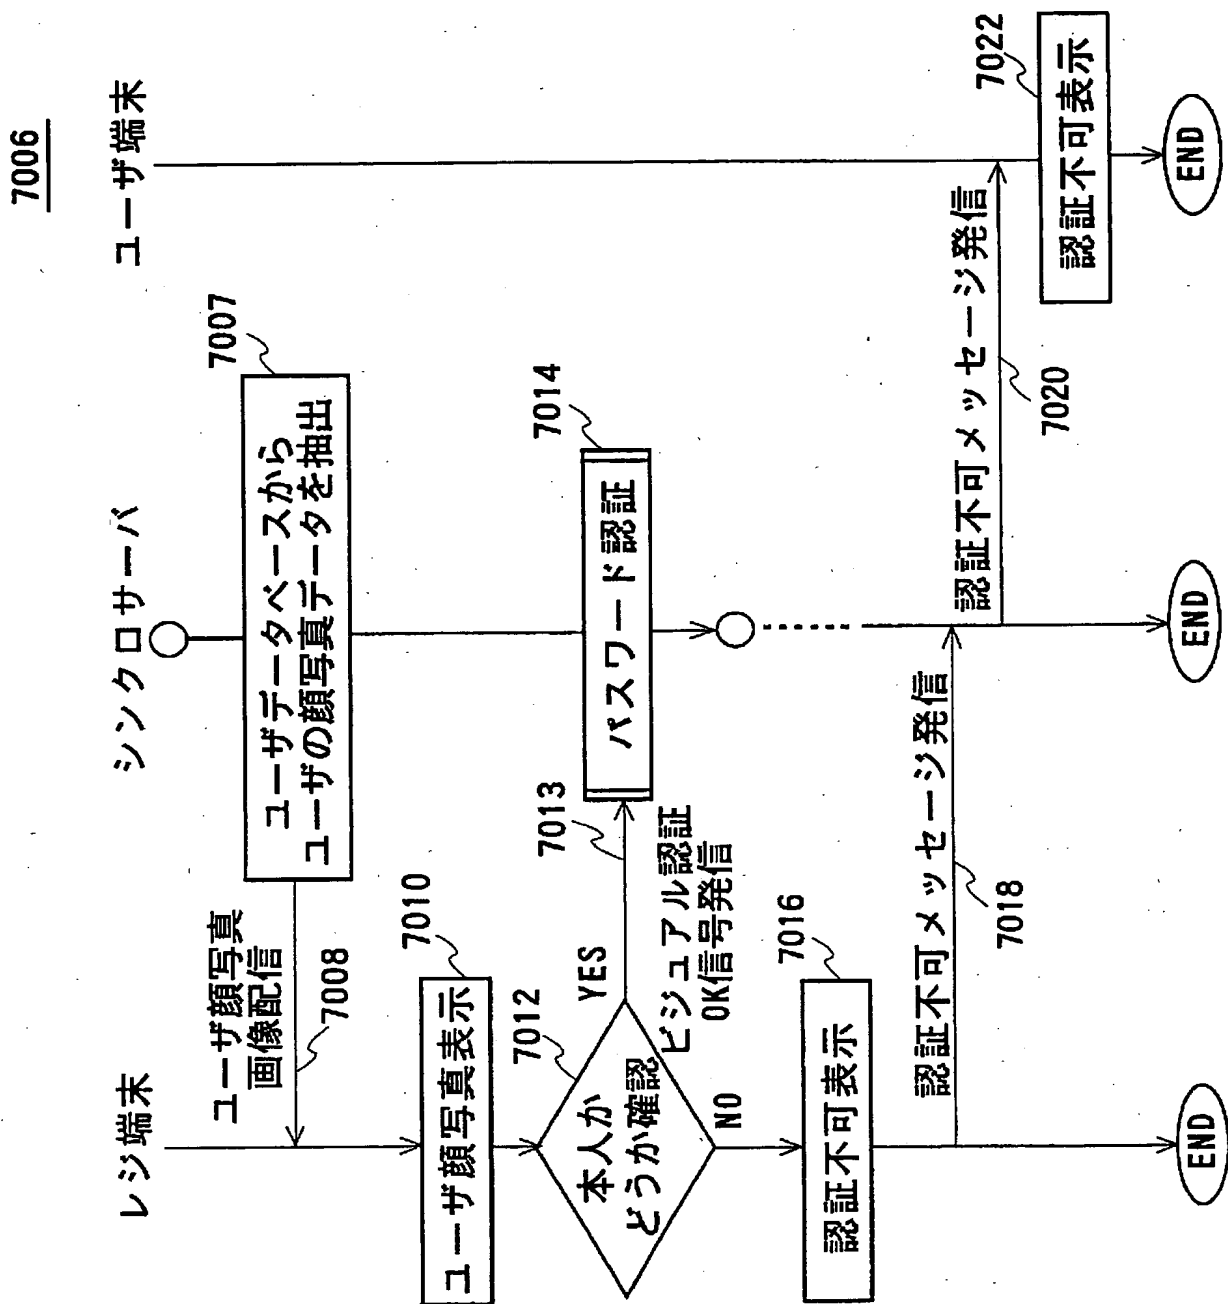 7006
レジ端末
シンクロサーバ
ユーザ端末
7007
ユーザデータベースから
ユーザの顔写真データを抽出
ユーザ顔写真
画像配信
7008
7010
ユーザ顔写真表示
7012
本人か
どうか確認
YES
7013
ビジュアル認証
OK信号発信
7014
パスワード認証
NO
7016
認証不可表示
認証不可メッセージ発信
7018
認証不可メッセージ発信
7020
7022
認証不可表示
END
END
END